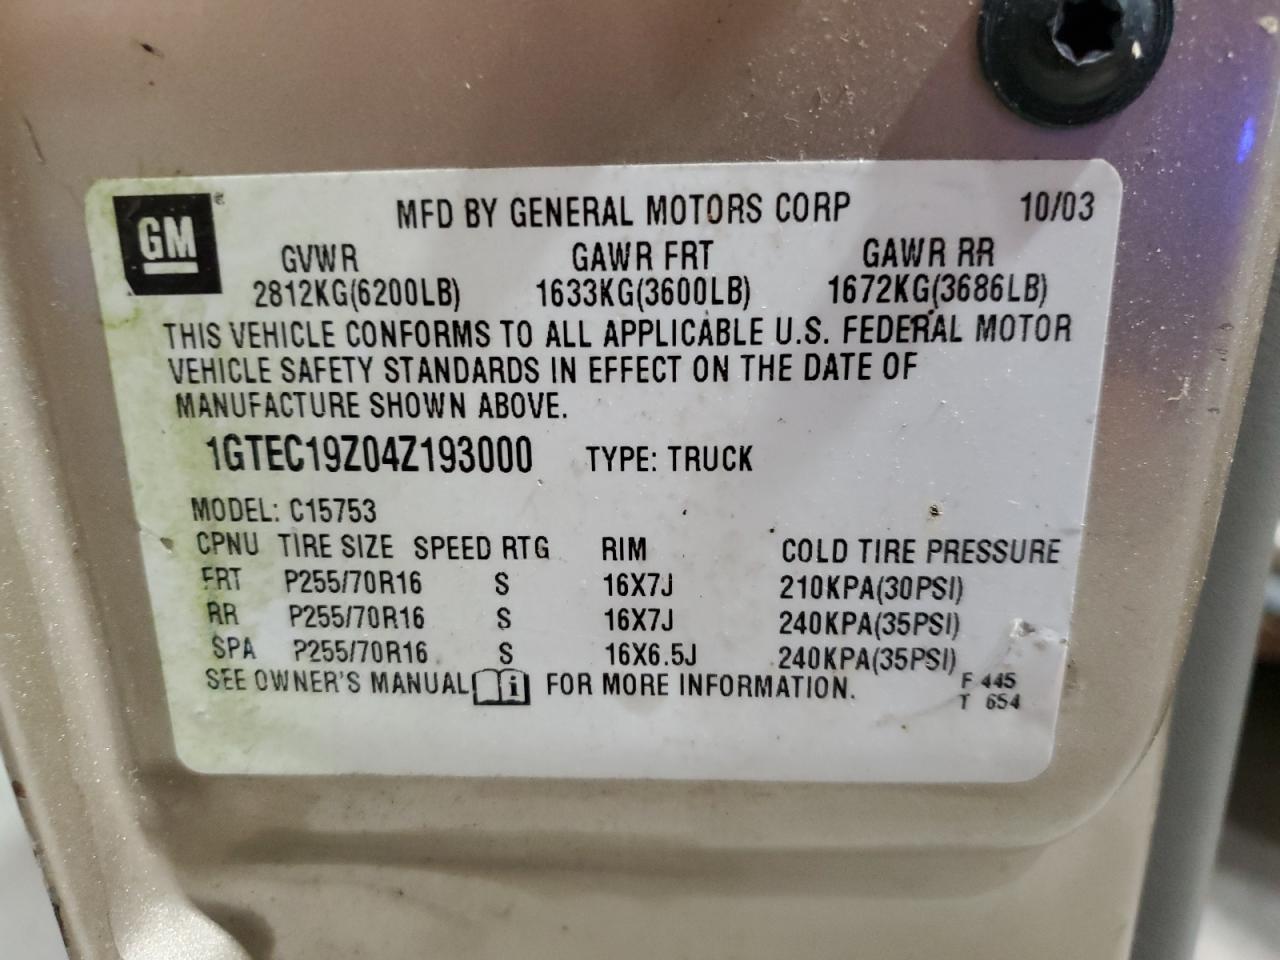 GM® MFD BY GENERAL MOTORS CORP 10/03
GVWR GAWR FRT GAWR RR
2812KG(6200LB) 1633KG(3600LB) 1672KG(3686LB)
THIS VEHICLE CONFORMS TO ALL APPLICABLE U.S. FEDERAL MOTOR
VEHICLE SAFETY STANDARDS IN EFFECT ON THE DATE OF
MANUFACTURE SHOWN ABOVE.
1GTEC19Z04Z193000 TYPE: TRUCK
MODEL: C15753
CPNU TIRE SIZE SPEED RTG RIM COLD TIRE PRESSURE
FRT P255/70R16 S 16X7J 210KPA(30PSI)
RR P255/70R16 S 16X7J 240KPA(35PSI)
SPA P255/70R16 S 16X6.5J 240KPA(35PSI)
SEE OWNER'S MANUAL i FOR MORE INFORMATION.
F 445
T 654